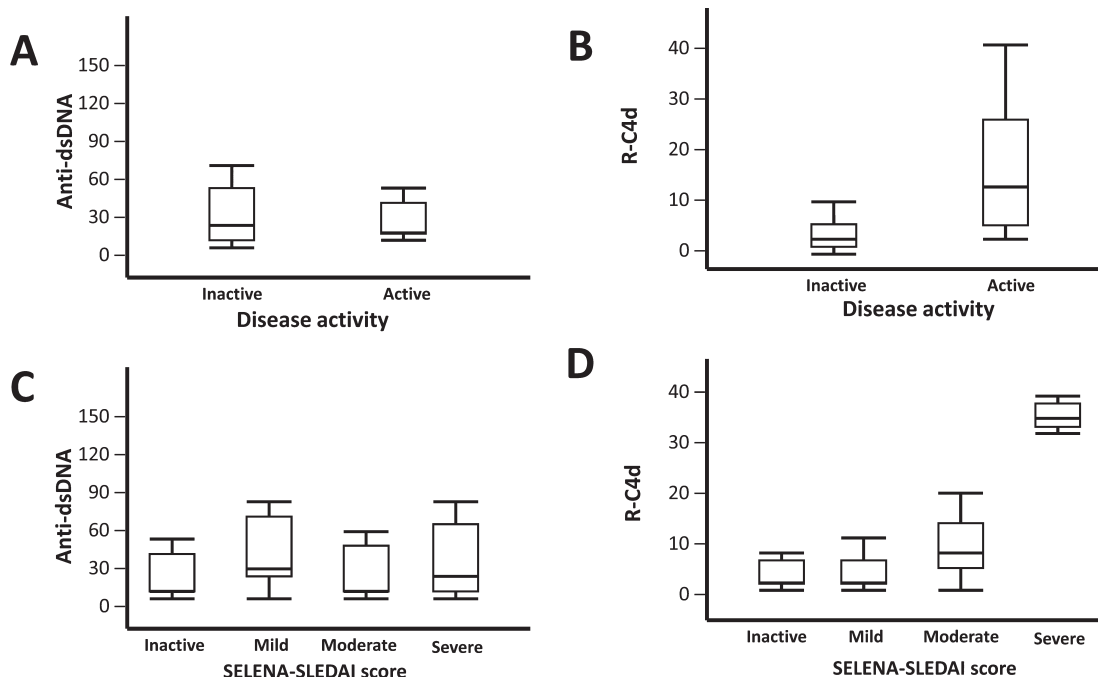 A
Anti-dsDNA
150
120
90
60
30
0
Inactive Active
Disease activity
B
R-C4d
40
30
20
10
0
Inactive Active
Disease activity
C
Anti-dsDNA
150
120
90
60
30
0
Inactive Mild Moderate Severe
SELENA-SLEDAI score
D
R-C4d
40
30
20
10
0
Inactive Mild Moderate Severe
SELENA-SLEDAI score